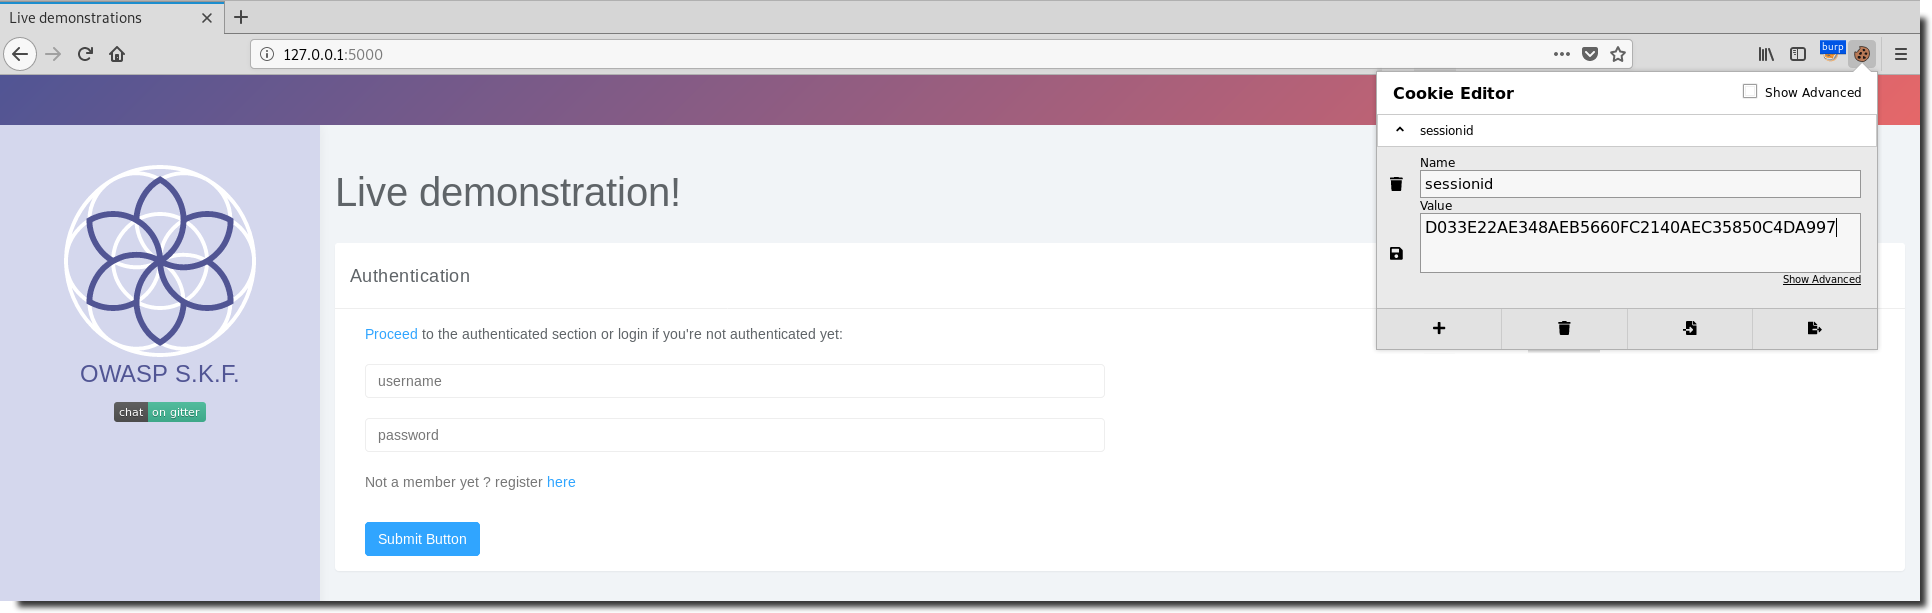 Live demonstrations
127.0.0.1:5000
burp
Cookie Editor
Show Advanced
sessionid
Name
sessionid
Value
D033E22AE348AEB5660FC2140AEC35850C4DA997
Show Advanced
OWASP S.K.F.
chat on gitter
Live demonstration!
Authentication
Proceed to the authenticated section or login if you're not authenticated yet:
username
password
Not a member yet ? register here
Submit Button